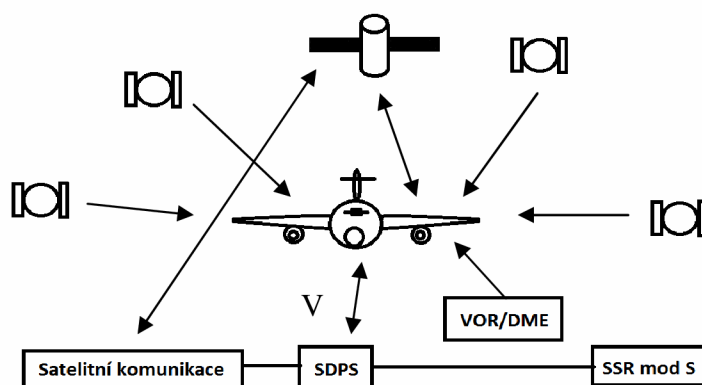 V
VOR/DME
Satelitní komunikace
SDPS
SSR mod S